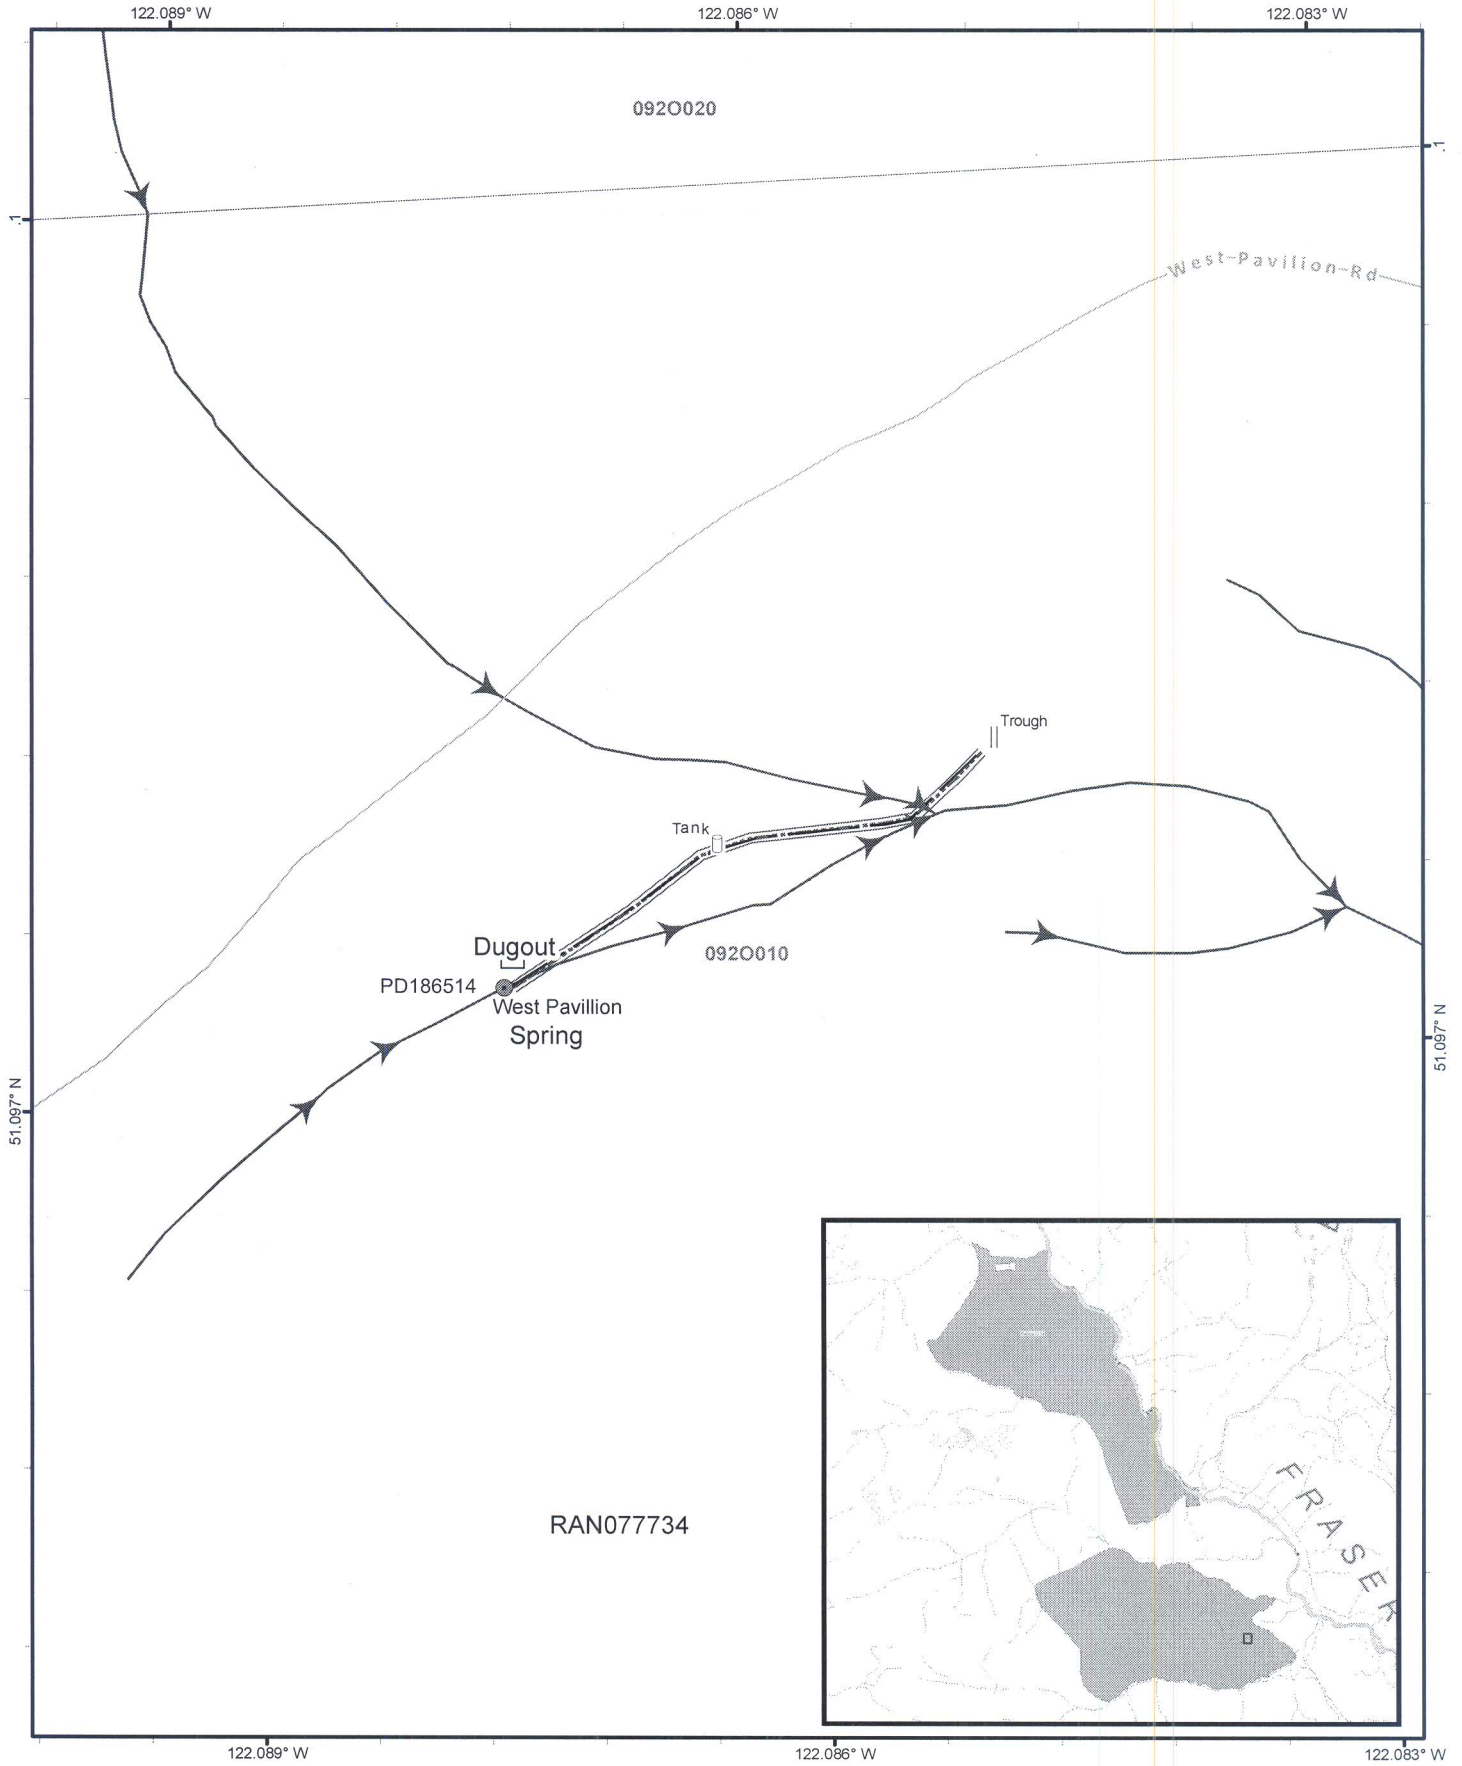 122.089° W 122.086° W 122.083° W
092O020
.1
.1
West-Pavilion-Rd
Trough
Tank
Dugout
092O010
PD186514
West Pavillion
Spring
51.097° N
51.097° N
FRASER
RAN077734
122.089° W 122.086° W 122.083° W